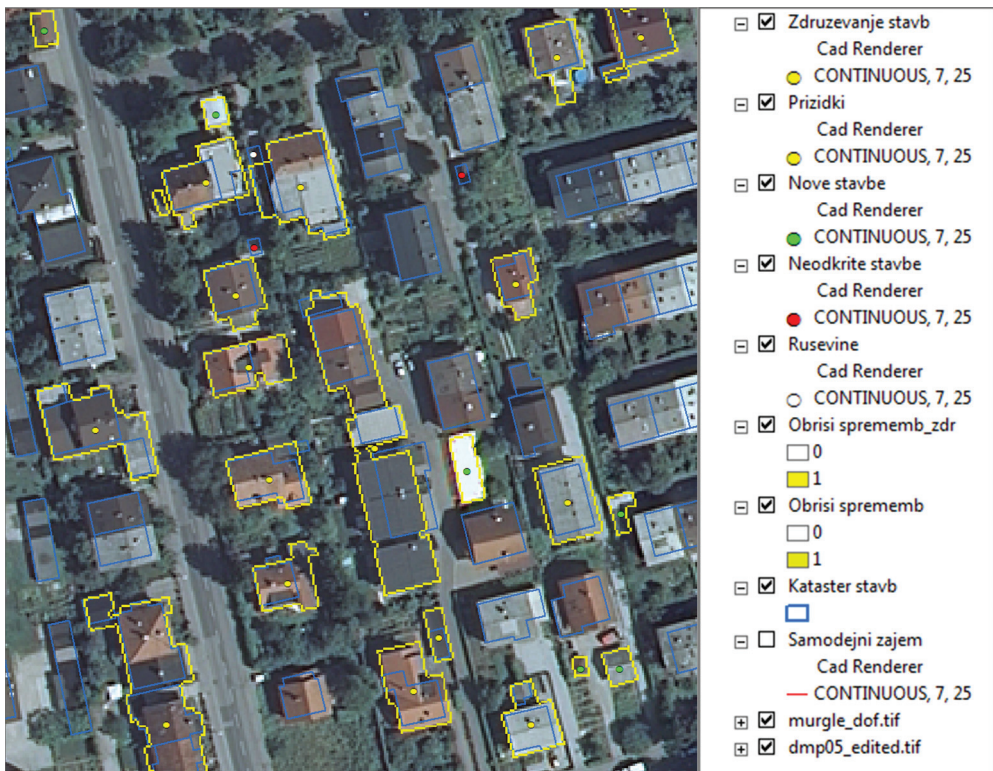 Zdruzevanje stavb
Cad Renderer
CONTINUOUS, 7, 25
Prizidki
Cad Renderer
CONTINUOUS, 7, 25
Nove stavbe
Cad Renderer
CONTINUOUS, 7, 25
Neodkrite stavbe
Cad Renderer
CONTINUOUS, 7, 25
Rusevine
Cad Renderer
CONTINUOUS, 7, 25
Obrisi sprememb_zdr
0
1
Obrisi sprememb
0
1
Kataster stavb
Samodejni zajem
Cad Renderer
CONTINUOUS, 7, 25
murgle_dof.tif
dmp05_edited.tif